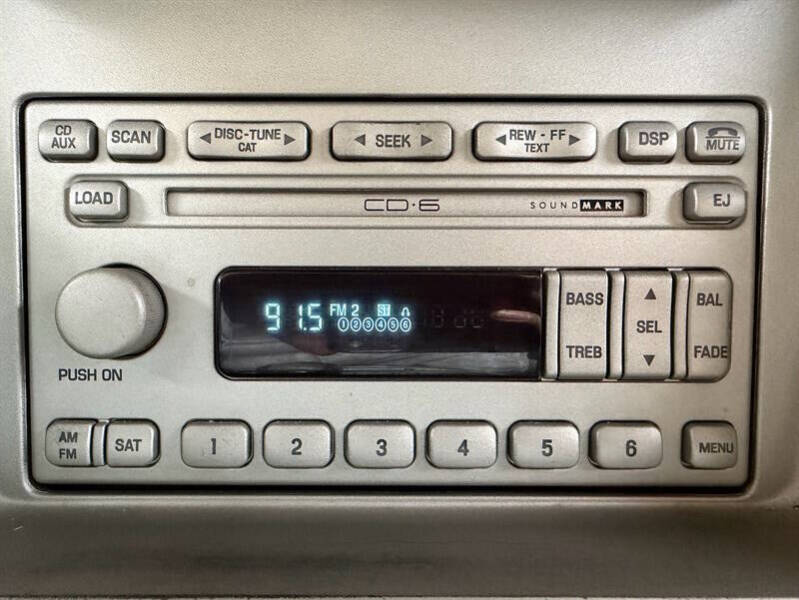 CD
AUX
SCAN
DISC-TUNE
CAT
SEEK
REW - FF
TEXT
DSP
MUTE
LOAD
CD·6
SOUNDMARK
EJ
91.5 FM 2 ST
①②③④⑤⑥
BASS
TREB
SEL
BAL
FADE
PUSH ON
AM
FM
SAT
1
2
3
4
5
6
MENU